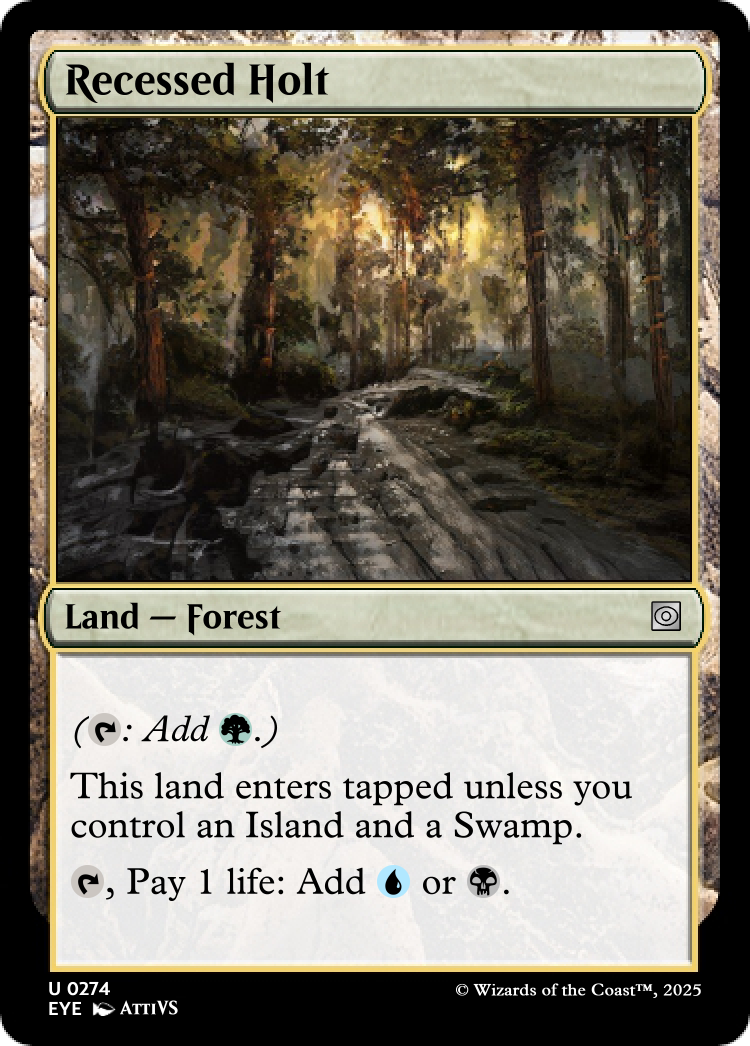 Recessed Holt
Land — Forest
(: Add .)
This land enters tapped unless you
control an Island and a Swamp.
, Pay 1 life: Add or .
U 0274
EYE AttiVS
© Wizards of the Coast™, 2025